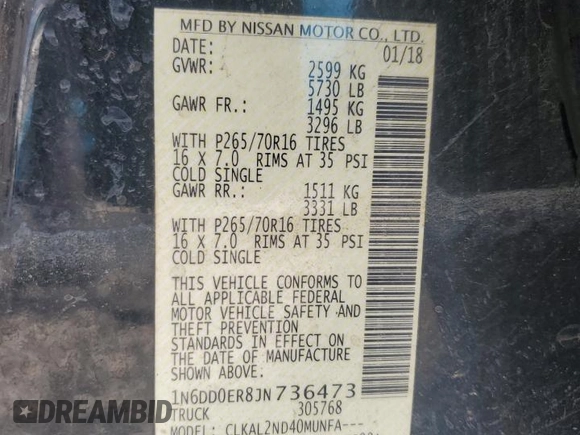 MFD BY NISSAN MOTOR CO., LTD.
DATE: 01/18
GVWR: 2599 KG
5730 LB
GAWR FR.: 1495 KG
3296 LB
WITH P265/70R16 TIRES
16 X 7.0 RIMS AT 35 PSI
COLD SINGLE
GAWR RR.: 1511 KG
3331 LB
WITH P265/70R16 TIRES
16 X 7.0 RIMS AT 35 PSI
COLD SINGLE
THIS VEHICLE CONFORMS TO
ALL APPLICABLE FEDERAL
MOTOR VEHICLE SAFETY AND
THEFT PREVENTION
STANDARDS IN EFFECT ON
THE DATE OF MANUFACTURE
SHOWN ABOVE.
1N6DD0ER8JN736473
TRUCK 305768
MODEL: CLKAL2ND40MUNFA---
DREAMBID